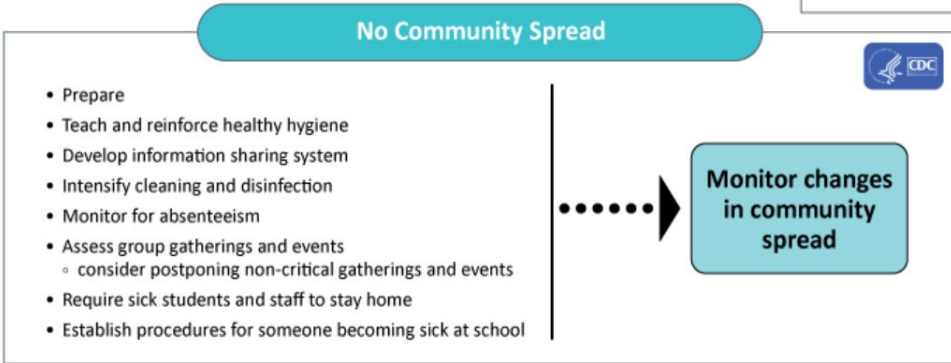 No Community Spread
CDC
• Prepare
• Teach and reinforce healthy hygiene
• Develop information sharing system
• Intensify cleaning and disinfection
• Monitor for absenteeism
• Assess group gatherings and events
◦ consider postponing non-critical gatherings and events
• Require sick students and staff to stay home
• Establish procedures for someone becoming sick at school
Monitor changes
in community
spread